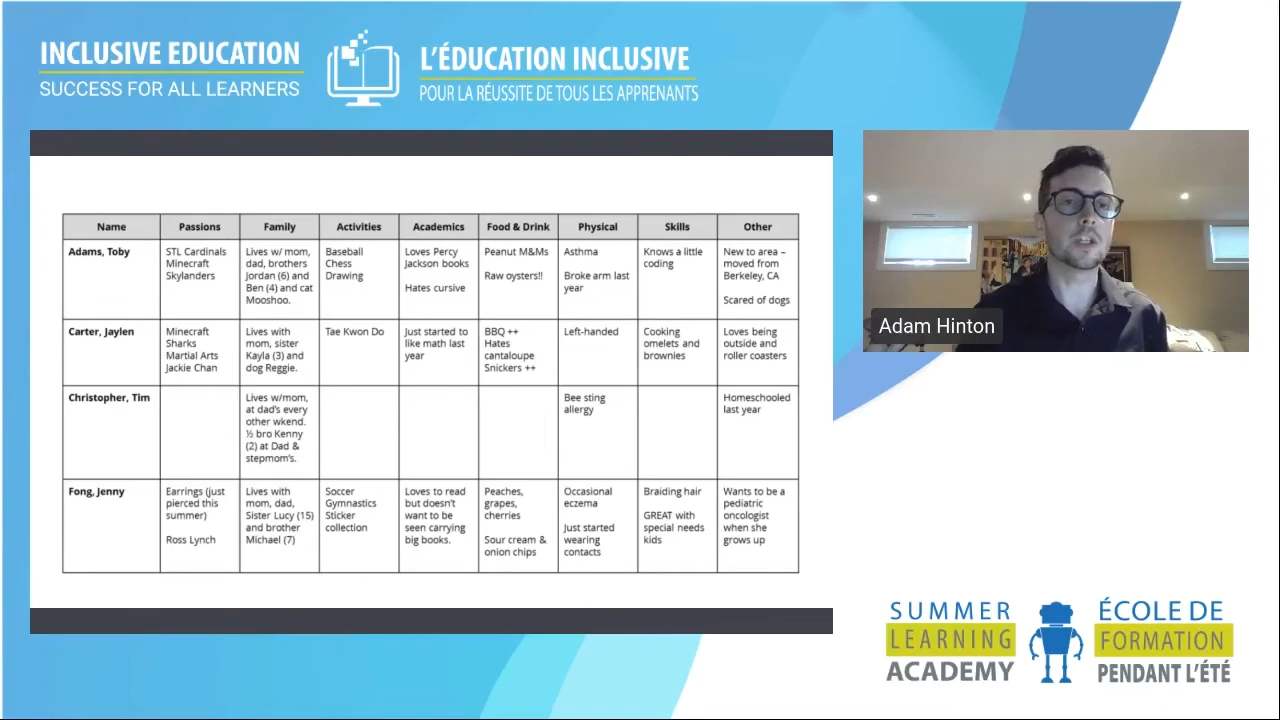 INCLUSIVE EDUCATION
SUCCESS FOR ALL LEARNERS
L'ÉDUCATION INCLUSIVE
POUR LA RÉUSSITE DE TOUS LES APPRENANTS
Name Passions Family Activities Academics Food & Drink Physical Skills Other
Adams, Toby
STL Cardinals
Minecraft
Skylanders
Lives w/ mom,
dad, brothers
Jordan (6) and
Ben (4) and cat
Mooshoo.
Baseball
Chess
Drawing
Loves Percy
Jackson books
Hates cursive
Peanut M&Ms
Raw oysters!!
Asthma
Broke arm last
year
Knows a little
coding
New to area –
moved from
Berkeley, CA
Scared of dogs
Carter, Jaylen
Minecraft
Sharks
Martial Arts
Jackie Chan
Lives with
mom, sister
Kayla (3) and
dog Reggie.
Tae Kwon Do
Just started to
like math last
year
BBQ ++
Hates
cantaloupe
Snickers ++
Left-handed
Cooking
omelets and
brownies
Loves being
outside and
roller coasters
Christopher, Tim
Lives w/mom,
at dad's every
other wkend.
½ bro Kenny
(2) at Dad &
stepmom's.
Bee sting
allergy
Homeschooled
last year
Fong, Jenny
Earrings (just
pierced this
summer)
Ross Lynch
Lives with
mom, dad,
Sister Lucy (15)
and brother
Michael (7)
Soccer
Gymnastics
Sticker
collection
Loves to read
but doesn't
want to be
seen carrying
big books.
Peaches,
grapes,
cherries
Sour cream &
onion chips
Occasional
eczema
Just started
wearing
contacts
Braiding hair
GREAT with
special needs
kids
Wants to be a
pediatric
oncologist
when she
grows up
Adam Hinton
SUMMER
LEARNING
ACADEMY
ÉCOLE DE
FORMATION
PENDANT L'ÉTÉ